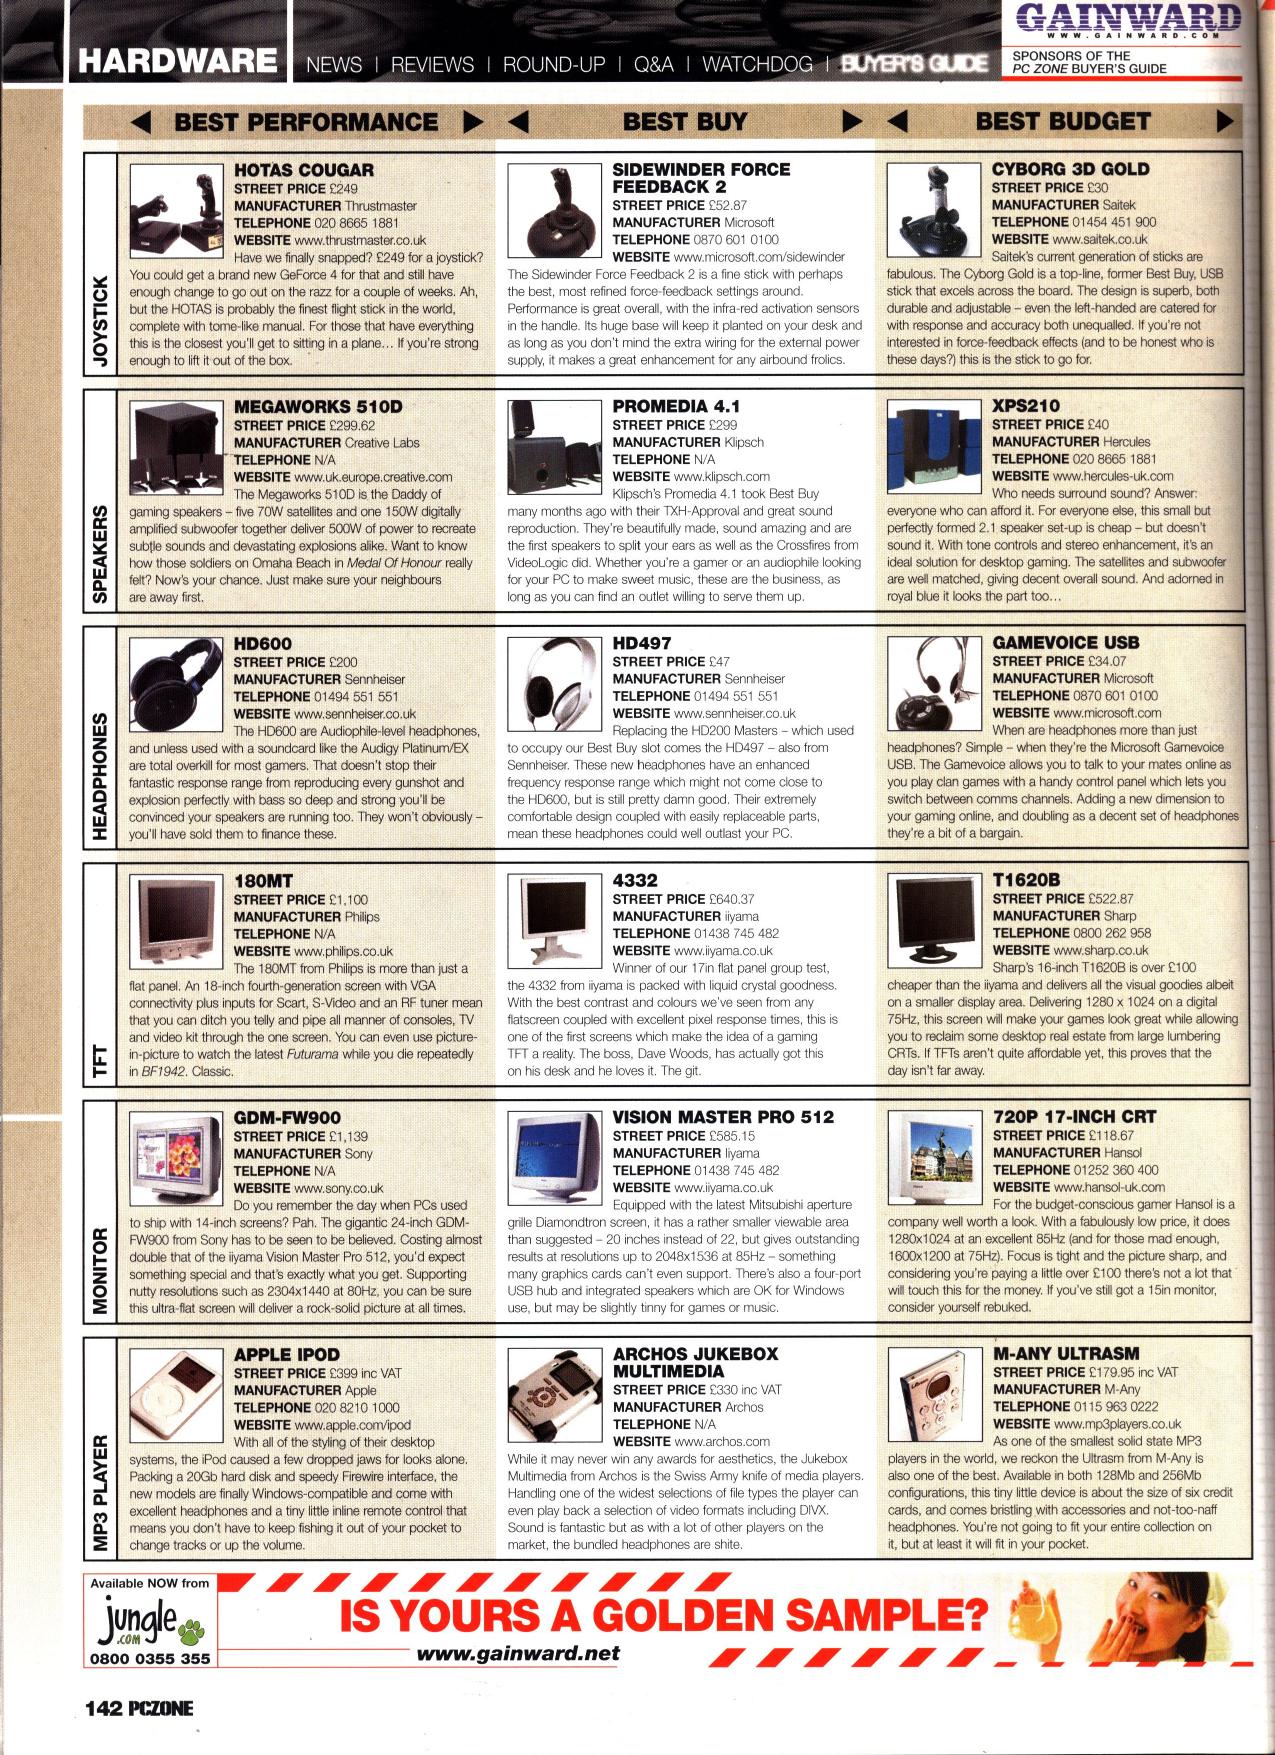 GAINWARD
WWW.GAINWARD.COM
HARDWARE
NEWS | REVIEWS | ROUND-UP | Q&A | WATCHDOG | BUYER'S GUIDE
SPONSORS OF THE
PC ZONE BUYER'S GUIDE
BEST PERFORMANCE
BEST BUY
BEST BUDGET
JOYSTICK
HOTAS COUGAR
STREET PRICE £249
MANUFACTURER Thrustmaster
TELEPHONE 020 8665 1881
WEBSITE www.thrustmaster.co.uk
Have we finally snapped? £249 for a joystick?
You could get a brand new GeForce 4 for that and still have
enough change to go out on the razz for a couple of weeks. Ah,
but the HOTAS is probably the finest flight stick in the world,
complete with tome-like manual. For those that have everything
this is the closest you'll get to sitting in a plane... If you're strong
enough to lift it out of the box.
SIDEWINDER FORCE
FEEDBACK 2
STREET PRICE £52.87
MANUFACTURER Microsoft
TELEPHONE 0870 601 0100
WEBSITE www.microsoft.com/sidewinder
The Sidewinder Force Feedback 2 is a fine stick with perhaps
the best, most refined force-feedback settings around.
Performance is great overall, with the infra-red activation sensors
in the handle. Its huge base will keep it planted on your desk and
as long as you don't mind the extra wiring for the external power
supply, it makes a great enhancement for any airbound frolics.
CYBORG 3D GOLD
STREET PRICE £30
MANUFACTURER Saitek
TELEPHONE 01454 451 900
WEBSITE www.saitek.co.uk
Saitek's current generation of sticks are
fabulous. The Cyborg Gold is a top-line, former Best Buy, USB
stick that excels across the board. The design is superb, both
durable and adjustable – even the left-handed are catered for
with response and accuracy both unequalled. If you're not
interested in force-feedback effects (and to be honest who is
these days?) this is the stick to go for.
SPEAKERS
MEGAWORKS 510D
STREET PRICE £299.62
MANUFACTURER Creative Labs
TELEPHONE N/A
WEBSITE www.uk.europe.creative.com
The Megaworks 510D is the Daddy of
gaming speakers – five 70W satellites and one 150W digitally
amplified subwoofer together deliver 500W of power to recreate
subtle sounds and devastating explosions alike. Want to know
how those soldiers on Omaha Beach in Medal Of Honour really
felt? Now's your chance. Just make sure your neighbours
are away first.
PROMEDIA 4.1
STREET PRICE £299
MANUFACTURER Klipsch
TELEPHONE N/A
WEBSITE www.klipsch.com
Klipsch's Promedia 4.1 took Best Buy
many months ago with their TXH-Approval and great sound
reproduction. They're beautifully made, sound amazing and are
the first speakers to split your ears as well as the Crossfires from
VideoLogic did. Whether you're a gamer or an audiophile looking
for your PC to make sweet music, these are the business, as
long as you can find an outlet willing to serve them up.
XPS210
STREET PRICE £40
MANUFACTURER Hercules
TELEPHONE 020 8665 1881
WEBSITE www.hercules-uk.com
Who needs surround sound? Answer:
everyone who can afford it. For everyone else, this small but
perfectly formed 2.1 speaker set-up is cheap – but doesn't
sound it. With tone controls and stereo enhancement, it's an
ideal solution for desktop gaming. The satellites and subwoofer
are well matched, giving decent overall sound. And adorned in
royal blue it looks the part too...
HEADPHONES
HD600
STREET PRICE £200
MANUFACTURER Sennheiser
TELEPHONE 01494 551 551
WEBSITE www.sennheiser.co.uk
The HD600 are Audiophile-level headphones,
and unless used with a soundcard like the Audigy Platinum/EX
are total overkill for most gamers. That doesn't stop their
fantastic response range from reproducing every gunshot and
explosion perfectly with bass so deep and strong you'll be
convinced your speakers are running too. They won't obviously –
you'll have sold them to finance these.
HD497
STREET PRICE £47
MANUFACTURER Sennheiser
TELEPHONE 01494 551 551
WEBSITE www.sennheiser.co.uk
Replacing the HD200 Masters – which used
to occupy our Best Buy slot comes the HD497 – also from
Sennheiser. These new headphones have an enhanced
frequency response range which might not come close to
the HD600, but is still pretty damn good. Their extremely
comfortable design coupled with easily replaceable parts,
mean these headphones could well outlast your PC.
GAMEVOICE USB
STREET PRICE £34.07
MANUFACTURER Microsoft
TELEPHONE 0870 601 0100
WEBSITE www.microsoft.com
When are headphones more than just
headphones? Simple – when they're the Microsoft Gamevoice
USB. The Gamevoice allows you to talk to your mates online as
you play clan games with a handy control panel which lets you
switch between comms channels. Adding a new dimension to
your gaming online, and doubling as a decent set of headphones
they're a bit of a bargain.
TFT
180MT
STREET PRICE £1,100
MANUFACTURER Philips
TELEPHONE N/A
WEBSITE www.philips.co.uk
The 180MT from Philips is more than just a
flat panel. An 18-inch fourth-generation screen with VGA
connectivity plus inputs for Scart, S-Video and an RF tuner mean
that you can ditch you telly and pipe all manner of consoles, TV
and video kit through the one screen. You can even use picture-
in-picture to watch the latest Futurama while you die repeatedly
in BF1942. Classic.
4332
STREET PRICE £640.37
MANUFACTURER iiyama
TELEPHONE 01438 745 482
WEBSITE www.iiyama.co.uk
Winner of our 17in flat panel group test,
the 4332 from iiyama is packed with liquid crystal goodness.
With the best contrast and colours we've seen from any
flatscreen coupled with excellent pixel response times, this is
one of the first screens which make the idea of a gaming
TFT a reality. The boss, Dave Woods, has actually got this
on his desk and he loves it. The git.
T1620B
STREET PRICE £522.87
MANUFACTURER Sharp
TELEPHONE 0800 262 958
WEBSITE www.sharp.co.uk
Sharp's 16-inch T1620B is over £100
cheaper than the iiyama and delivers all the visual goodies albeit
on a smaller display area. Delivering 1280 x 1024 on a digital
75Hz, this screen will make your games look great while allowing
you to reclaim some desktop real estate from large lumbering
CRTs. If TFTs aren't quite affordable yet, this proves that the
day isn't far away.
MONITOR
GDM-FW900
STREET PRICE £1,139
MANUFACTURER Sony
TELEPHONE N/A
WEBSITE www.sony.co.uk
Do you remember the day when PCs used
to ship with 14-inch screens? Pah. The gigantic 24-inch GDM-
FW900 from Sony has to be seen to be believed. Costing almost
double that of the iiyama Vision Master Pro 512, you'd expect
something special and that's exactly what you get. Supporting
nutty resolutions such as 2304x1440 at 80Hz, you can be sure
this ultra-flat screen will deliver a rock-solid picture at all times.
VISION MASTER PRO 512
STREET PRICE £585.15
MANUFACTURER Iiyama
TELEPHONE 01438 745 482
WEBSITE www.iiyama.co.uk
Equipped with the latest Mitsubishi aperture
grille Diamondtron screen, it has a rather smaller viewable area
than suggested – 20 inches instead of 22, but gives outstanding
results at resolutions up to 2048x1536 at 85Hz – something
many graphics cards can't even support. There's also a four-port
USB hub and integrated speakers which are OK for Windows
use, but may be slightly tinny for games or music.
720P 17-INCH CRT
STREET PRICE £118.67
MANUFACTURER Hansol
TELEPHONE 01252 360 400
WEBSITE www.hansol-uk.com
For the budget-conscious gamer Hansol is a
company well worth a look. With a fabulously low price, it does
1280x1024 at an excellent 85Hz (and for those mad enough,
1600x1200 at 75Hz). Focus is tight and the picture sharp, and
considering you're paying a little over £100 there's not a lot that
will touch this for the money. If you've still got a 15in monitor,
consider yourself rebuked.
MP3 PLAYER
APPLE IPOD
STREET PRICE £399 inc VAT
MANUFACTURER Apple
TELEPHONE 020 8210 1000
WEBSITE www.apple.com/ipod
With all of the styling of their desktop
systems, the iPod caused a few dropped jaws for looks alone.
Packing a 20Gb hard disk and speedy Firewire interface, the
new models are finally Windows-compatible and come with
excellent headphones and a tiny little inline remote control that
means you don't have to keep fishing it out of your pocket to
change tracks or up the volume.
ARCHOS JUKEBOX
MULTIMEDIA
STREET PRICE £330 inc VAT
MANUFACTURER Archos
TELEPHONE N/A
WEBSITE www.archos.com
While it may never win any awards for aesthetics, the Jukebox
Multimedia from Archos is the Swiss Army knife of media players.
Handling one of the widest selections of file types the player can
even play back a selection of video formats including DIVX.
Sound is fantastic but as with a lot of other players on the
market, the bundled headphones are shite.
M-ANY ULTRASM
STREET PRICE £179.95 inc VAT
MANUFACTURER M-Any
TELEPHONE 0115 963 0222
WEBSITE www.mp3players.co.uk
As one of the smallest solid state MP3
players in the world, we reckon the Ultrasm from M-Any is
also one of the best. Available in both 128Mb and 256Mb
configurations, this tiny little device is about the size of six credit
cards, and comes bristling with accessories and not-too-naff
headphones. You're not going to fit your entire collection on
it, but at least it will fit in your pocket.
Available NOW from
jungle
.COM
0800 0355 355
IS YOURS A GOLDEN SAMPLE?
www.gainward.net
142 PCZONE